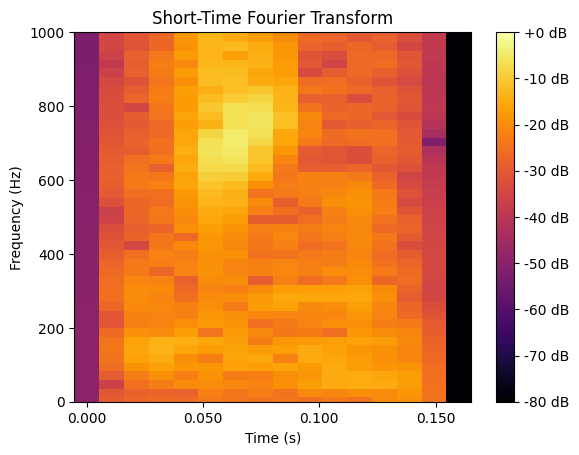 Short-Time Fourier Transform
1000
800
600
400
200
0
Frequency (Hz)
0.000
0.050
0.100
0.150
Time (s)
+0 dB
-10 dB
-20 dB
-30 dB
-40 dB
-50 dB
-60 dB
-70 dB
-80 dB